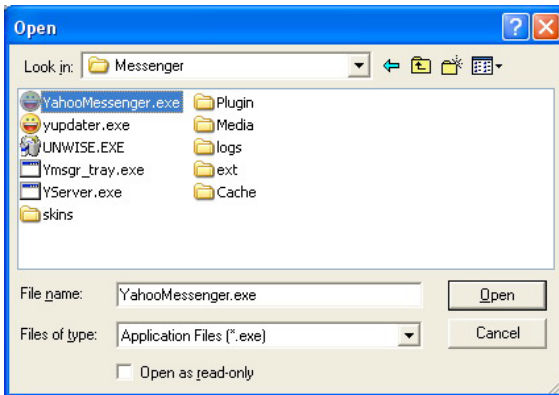 Open
Look in: Messenger
YahooMessenger.exe
yupdater.exe
UNWISE.EXE
Ymsgr_tray.exe
YServer.exe
skins
Plugin
Media
logs
ext
Cache
File name: YahooMessenger.exe Open
Files of type: Application Files (*.exe) Cancel
Open as read-only